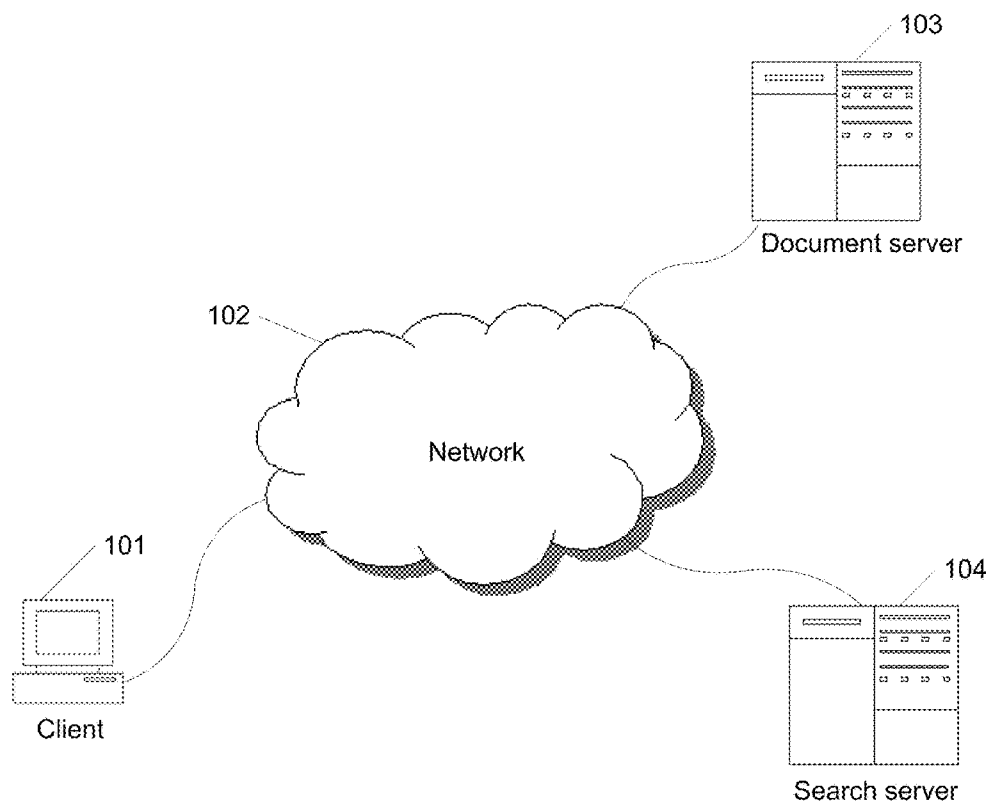 103
Document server
102
Network
101
Client
104
Search server